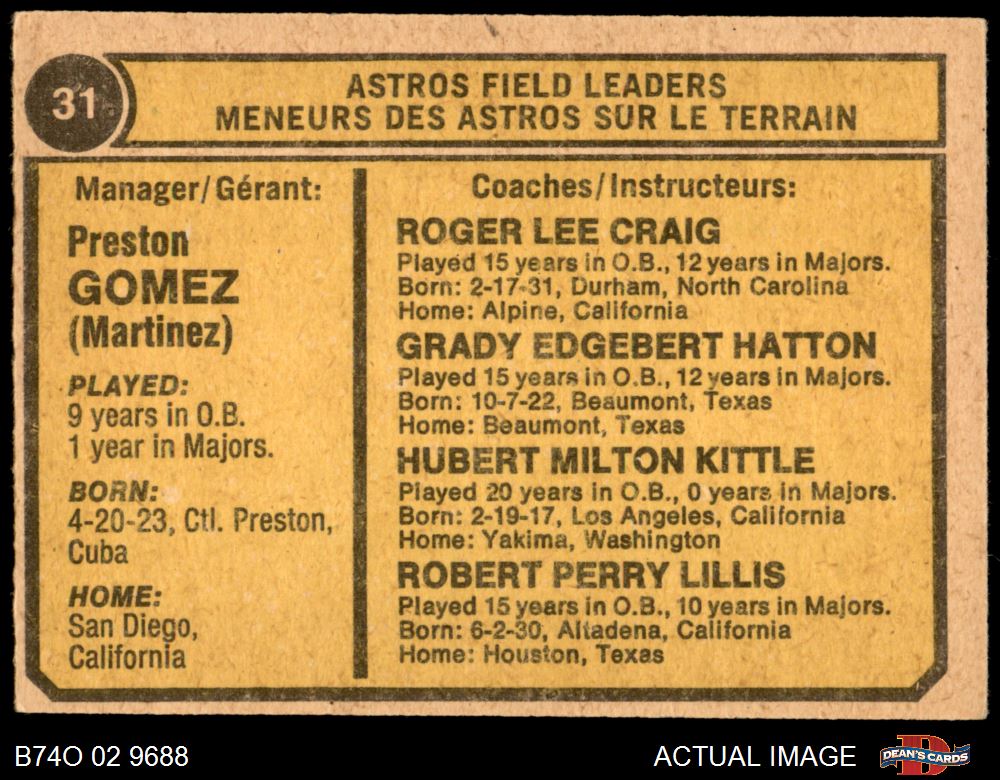 31
ASTROS FIELD LEADERS
MENEURS DES ASTROS SUR LE TERRAIN
Manager/Gérant:
Preston
GOMEZ
(Martinez)
PLAYED:
9 years in O.B.
1 year in Majors.
BORN:
4-20-23, Ctl. Preston,
Cuba
HOME:
San Diego,
California
Coaches/Instructeurs:
ROGER LEE CRAIG
Played 15 years in O.B., 12 years in Majors.
Born: 2-17-31, Durham, North Carolina
Home: Alpine, California
GRADY EDGEBERT HATTON
Played 15 years in O.B., 12 years in Majors.
Born: 10-7-22, Beaumont, Texas
Home: Beaumont, Texas
HUBERT MILTON KITTLE
Played 20 years in O.B., 0 years in Majors.
Born: 2-19-17, Los Angeles, California
Home: Yakima, Washington
ROBERT PERRY LILLIS
Played 15 years in O.B., 10 years in Majors.
Born: 6-2-30, Altadena, California
Home: Houston, Texas
B74O 02 9688
ACTUAL IMAGE
D
DEAN'S CARDS